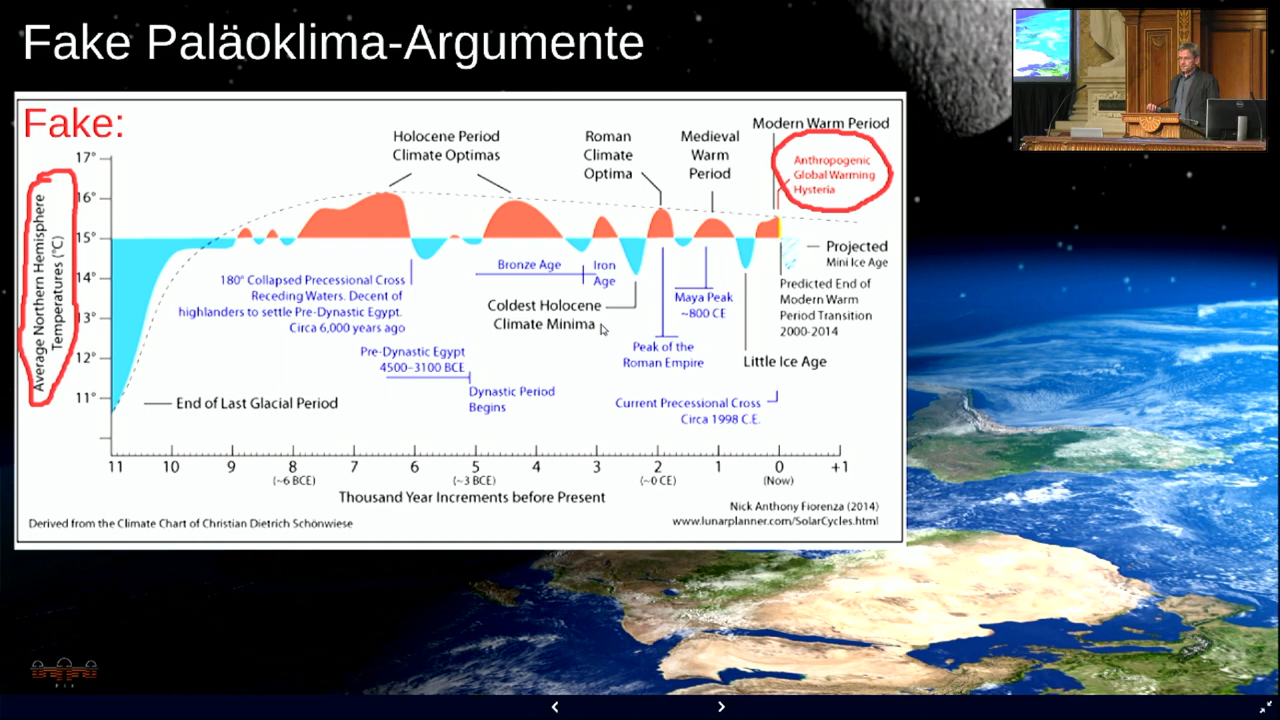 Fake Paläoklima-Argumente
Fake:
Average Northern Hemisphere
Temperatures (°C)
17°
16°
15°
14°
13°
12°
11°
Holocene Period
Climate Optimas
Roman
Climate
Optima
Medieval
Warm
Period
Modern Warm Period
Anthropogenic
Global Warming
Hysteria
180° Collapsed Precessional Cross
Receding Waters. Decent of
highlanders to settle Pre-Dynastic Egypt.
Circa 6,000 years ago
Bronze Age
Iron
Age
Coldest Holocene
Climate Minima
Maya Peak
~800 CE
Peak of the
Roman Empire
Projected
Mini Ice Age
Predicted End of
Modern Warm
Period Transition
2000-2014
Little Ice Age
Pre-Dynastic Egypt
4500–3100 BCE
Dynastic Period
Begins
Current Precessional Cross
Circa 1998 C.E.
End of Last Glacial Period
11 10 9 8 7 6 5 4 3 2 1 0 +1
(~6 BCE) (~3 BCE) (~0 CE) (Now)
Thousand Year Increments before Present
Nick Anthony Fiorenza (2014)
www.lunarplanner.com/SolarCycles.html
Derived from the Climate Chart of Christian Dietrich Schönwiese